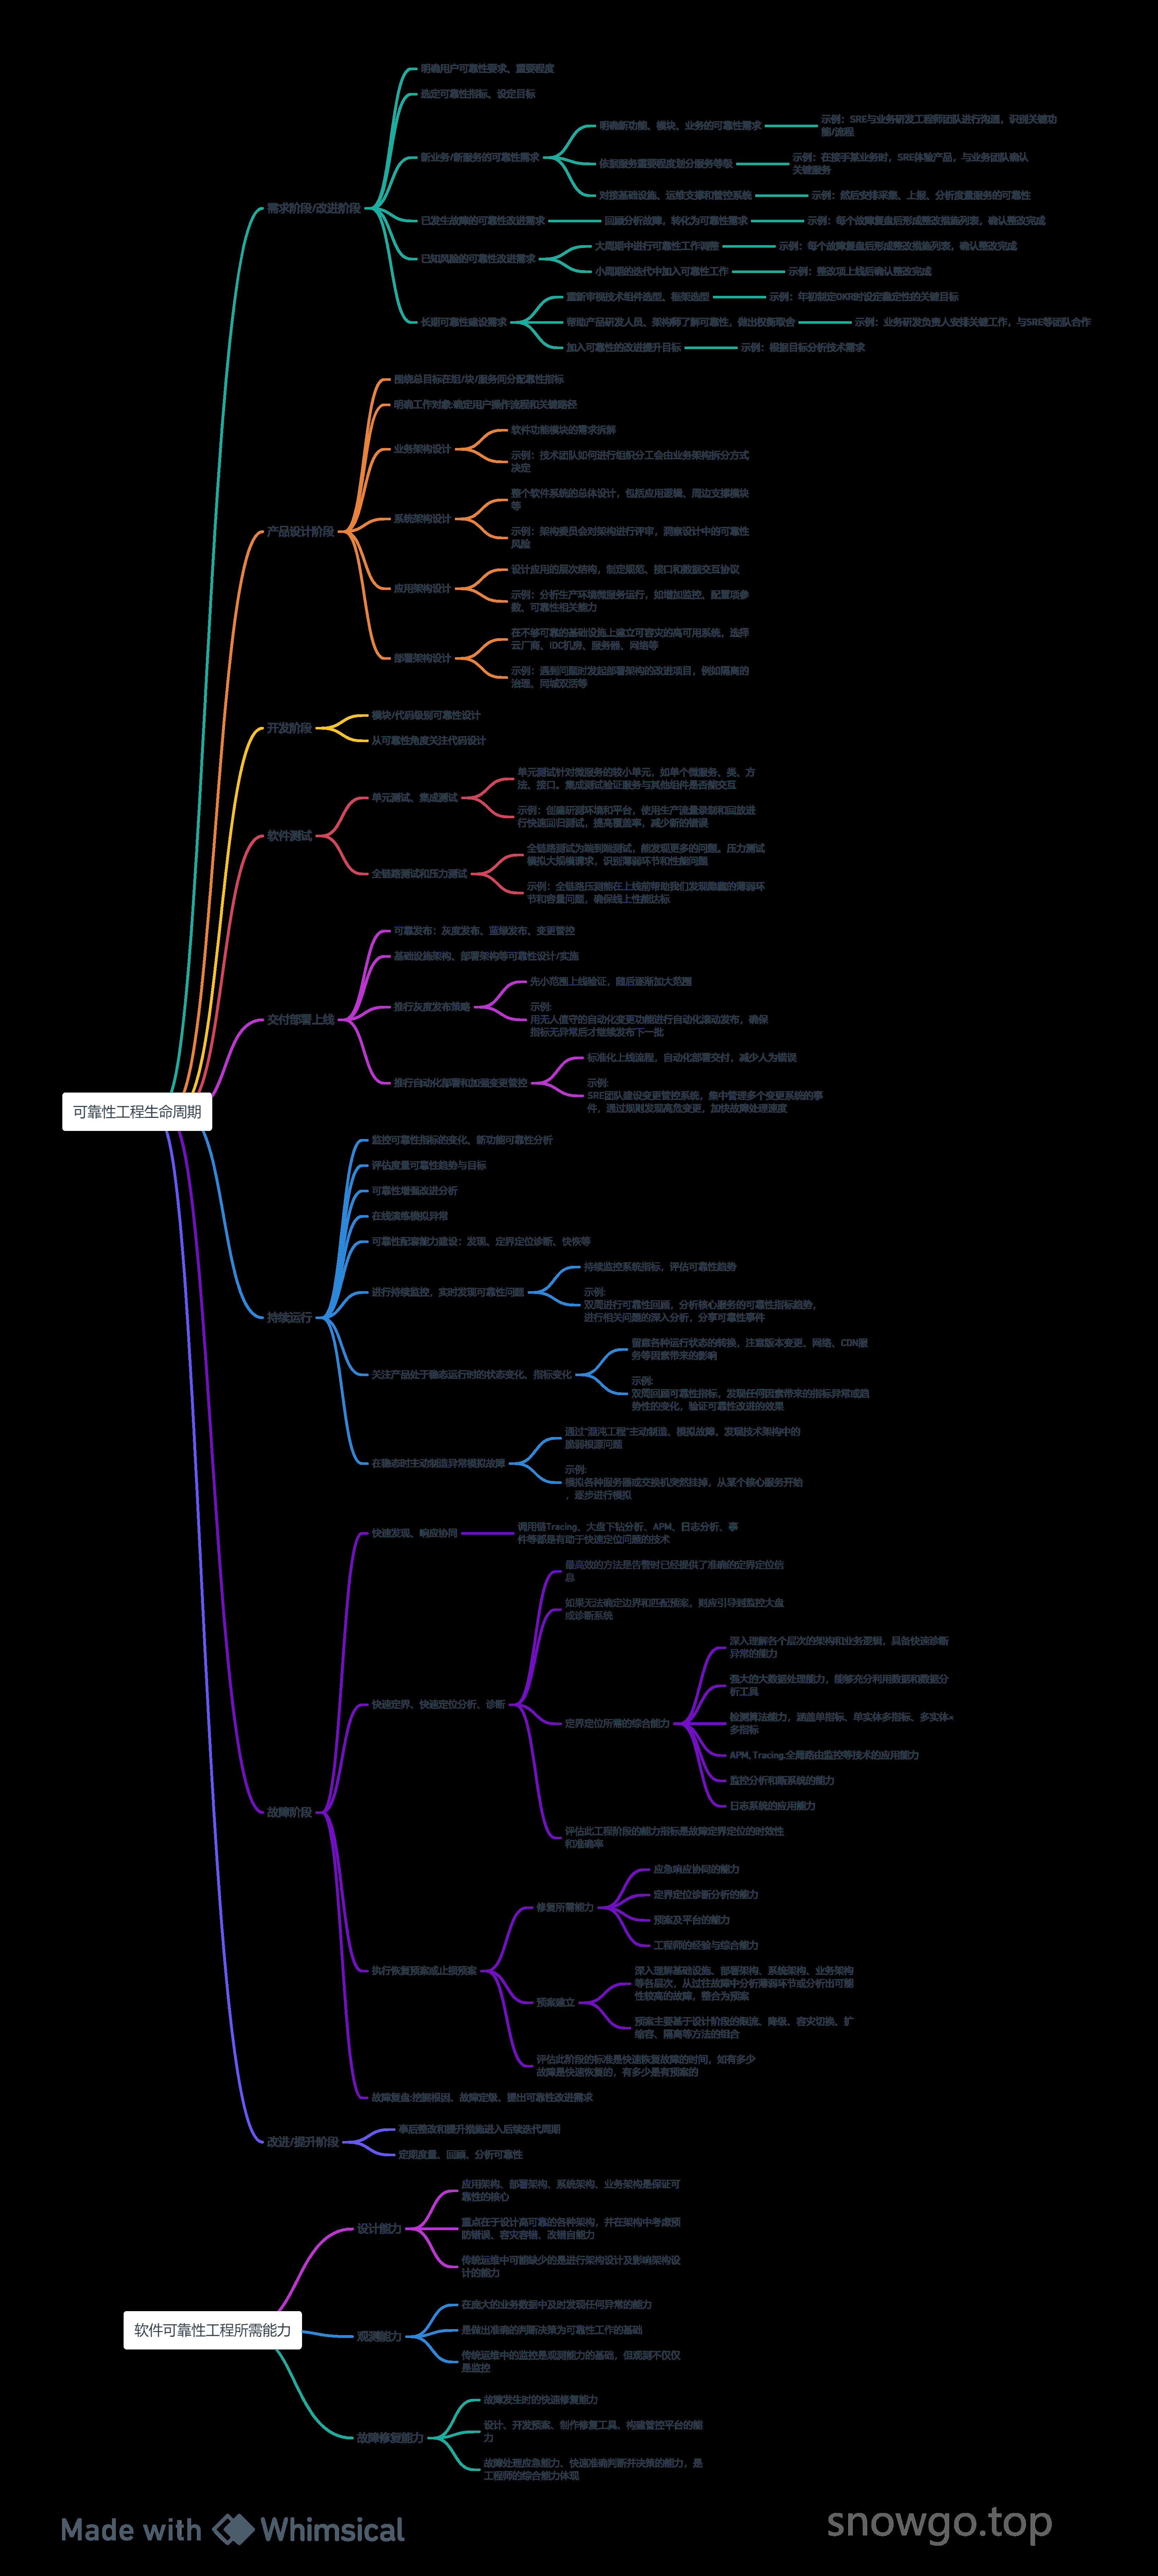 明确用户可靠性要求、重要程度
选定可靠性指标、设定目标
需求阶段/改进阶段
新业务/新服务的可靠性需求
明确新功能、模块、业务的可靠性需求
示例：SRE与业务研发工程师团队进行沟通，识别关键功
能/流程
依据服务重要程度划分服务等级
示例：在接手某业务时，SRE体验产品，与业务团队确认
关键服务
对接基础设施、运维支撑和管控系统
示例：然后安排采集、上报、分析度量服务的可靠性
已发生故障的可靠性改进需求
回顾分析故障，转化为可靠性需求
示例：每个故障复盘后形成整改措施列表，确认整改完成
已知风险的可靠性改进需求
大周期中进行可靠性工作调整
示例：每个故障复盘后形成整改措施列表，确认整改完成
小周期的迭代中加入可靠性工作
示例：整改项上线后确认整改完成
长期可靠性建设需求
重新审视技术组件选型、框架选型
示例：年初制定OKR时设定稳定性的关键目标
帮助产品研发人员、架构师了解可靠性，做出权衡取舍
示例：业务研发负责人安排关键工作，与SRE等团队合作
加入可靠性的改进提升目标
示例：根据目标分析技术需求
产品设计阶段
围绕总目标在组/块/服务间分配靠性指标
明确工作对象:确定用户操作流程和关键路径
业务架构设计
软件功能模块的需求拆解
示例：技术团队如何进行组织分工会由业务架构拆分方式
决定
系统架构设计
整个软件系统的总体设计，包括应用逻辑、周边支撑模块
等
示例：架构委员会对架构进行评审，洞察设计中的可靠性
风险
应用架构设计
设计应用的层次结构，制定规范、接口和数据交互协议
示例：分析生产环境微服务运行，如增加监控、配置项参
数、可靠性相关能力
部署架构设计
在不够可靠的基础设施上建立可容灾的高可用系统，选择
云厂商、IDC机房、服务器、网络等
示例：遇到问题时发起部署架构的改进项目，例如隔离的
治理、同城双活等
开发阶段
模块/代码级别可靠性设计
从可靠性角度关注代码设计
软件测试
单元测试、集成测试
单元测试针对微服务的较小单元，如单个微服务、类、方
法、接口。集成测试验证服务与其他组件是否能交互
示例：创建研测环境和平台，使用生产流量录制和回放进
行快速回归测试，提高覆盖率，减少新的错误
全链路测试和压力测试
全链路测试为端到端测试，能发现更多的问题。压力测试
模拟大规模请求，识别薄弱环节和性能问题
示例：全链路压测能在上线前帮助我们发现隐藏的薄弱环
节和容量问题，确保线上性能达标
交付部署上线
可靠发布：灰度发布、蓝绿发布、变更管控
基础设施架构、部署架构等可靠性设计/实施
推行灰度发布策略
先小范围上线验证，随后逐渐加大范围
示例:
用无人值守的自动化变更功能进行自动化滚动发布，确保
指标无异常后才继续发布下一批
推行自动化部署和加强变更管控
标准化上线流程，自动化部署交付，减少人为错误
示例:
SRE团队建设变更管控系统，集中管理多个变更系统的事
件，通过规则发现高危变更，加快故障处理速度
可靠性工程生命周期
持续运行
监控可靠性指标的变化、新功能可靠性分析
评估度量可靠性趋势与目标
可靠性增强改进分析
在线演练模拟异常
可靠性配套能力建设：发现、定界定位诊断、快恢等
进行持续监控，实时发现可靠性问题
持续监控系统指标，评估可靠性趋势
示例:
双周进行可靠性回顾，分析核心服务的可靠性指标趋势，
进行相关问题的深入分析，分享可靠性事件
关注产品处于稳态运行时的状态变化、指标变化
留意各种运行状态的转换，注意版本变更、网络、CDN服
务等因素带来的影响
示例:
双周回顾可靠性指标，发现任何因素带来的指标异常或趋
势性的变化，验证可靠性改进的效果
在稳态时主动制造异常模拟故障
通过“混沌工程”主动制造、模拟故障，发现技术架构中的
脆弱根源问题
示例:
模拟各种服务器或交换机突然挂掉，从某个核心服务开始
，逐步进行模拟
故障阶段
快速发现、响应协同
调用链Tracing、大盘下钻分析、APM、日志分析、事
件等都是有助于快速定位问题的技术
快速定界、快速定位分析、诊断
最高效的方法是告警时已经提供了准确的定界定位信
息
如果无法确定边界和匹配预案，则应引导到监控大盘
或诊断系统
定界定位所需的综合能力
深入理解各个层次的架构和业务逻辑，具备快速诊断
异常的能力
强大的大数据处理能力，能够充分利用数据和数据分
析工具
检测算法能力，涵盖单指标、单实体多指标、多实体×
多指标
APM､Tracing､全局路由监控等技术的应用能力
监控分析和断系统的能力
日志系统的应用能力
评估此工程阶段的能力指标是故障定界定位的时效性
和准确率
执行恢复预案或止损预案
修复所需能力
应急响应协同的能力
定界定位诊断分析的能力
预案及平台的能力
工程师的经验与综合能力
预案建立
深入理解基础设施、部署架构、系统架构、业务架构
等各层次，从过往故障中分析薄弱环节或分析出可能
性较高的故障，整合为预案
预案主要基于设计阶段的限流、降级、容灾切换、扩
缩容、隔离等方法的组合
评估此阶段的标准是快速恢复故障的时间，如有多少
故障是快速恢复的，有多少是有预案的
故障复盘:挖掘根因、故障定级、提出可靠性改进需求
改进/提升阶段
事后整改和提升措施进入后续迭代周期
定期度量、回顾、分析可靠性
软件可靠性工程所需能力
设计能力
应用架构、部署架构、系统架构、业务架构是保证可
靠性的核心
重点在于设计高可靠的各种架构，并在架构中考虑预
防错误、容灾容错、改错自能力
传统运维中可能缺少的是进行架构设计及影响架构设
计的能力
观测能力
在庞大的业务数据中及时发现任何异常的能力
是做出准确的判断决策为可靠性工作的基础
传统运维中的监控是观测能力的基础，但观测不仅仅
是监控
故障修复能力
故障发生时的快速修复能力
设计、开发预案、制作修复工具、构建管控平台的能
力
故障处理应急能力、快速准确判断并决策的能力，是
工程师的综合能力体现
Made with Whimsical
snowgo.top